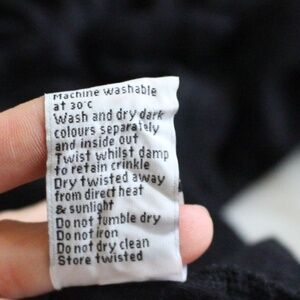 Machine washable
at 30°C
Wash and dry dark
colours separately
and inside out
Twist whilst damp
to retain crinkle
Dry twisted away
from direct heat
& sunlight
Do not tumble dry
Do not iron
Do not dry clean
Store twisted